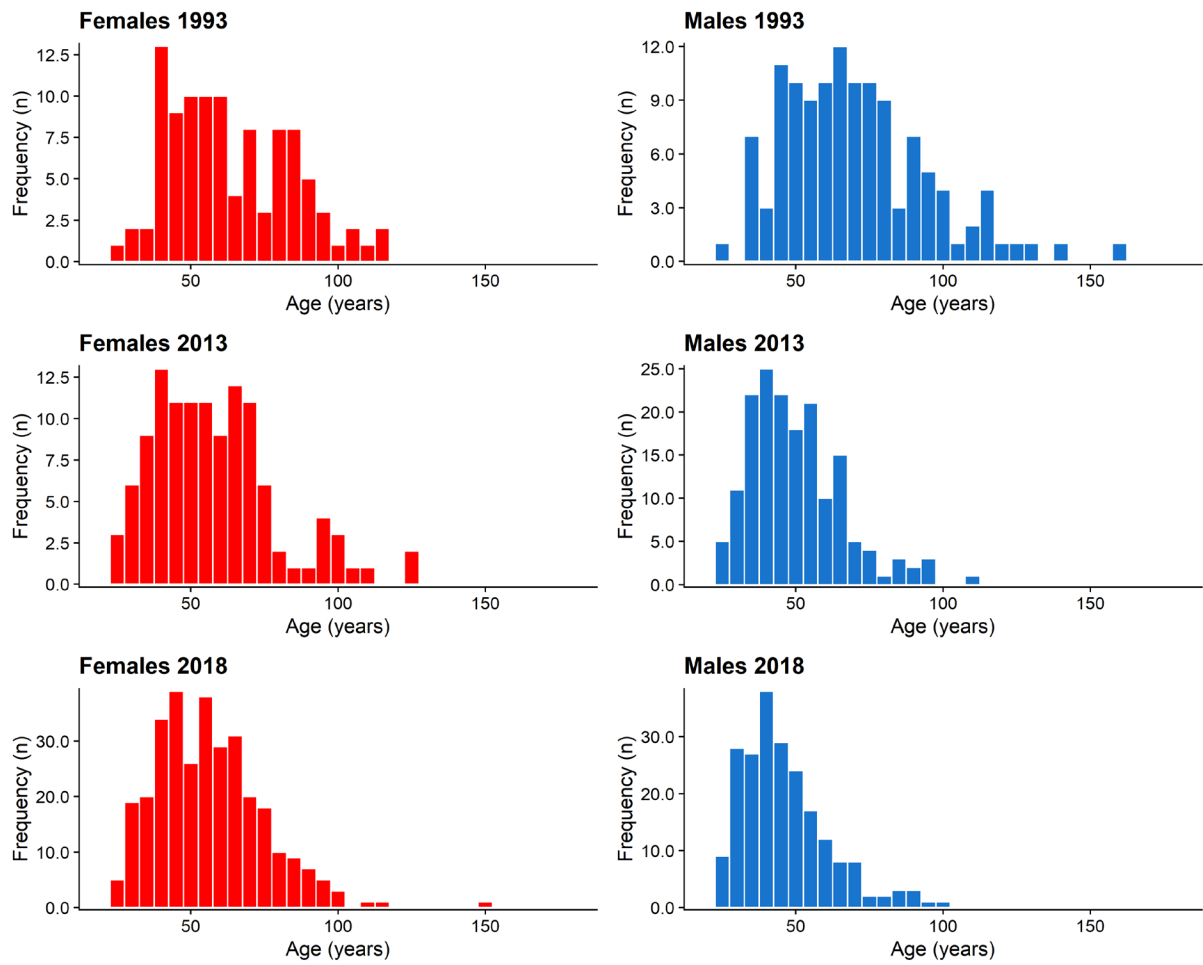 Females 1993
Frequency (n)
12.5
10.0
7.5
5.0
2.5
0.0
50 100 150
Age (years)
Males 1993
Frequency (n)
12.0
9.0
6.0
3.0
0.0
50 100 150
Age (years)
Females 2013
Frequency (n)
12.5
10.0
7.5
5.0
2.5
0.0
50 100 150
Age (years)
Males 2013
Frequency (n)
25.0
20.0
15.0
10.0
5.0
0.0
50 100 150
Age (years)
Females 2018
Frequency (n)
30.0
20.0
10.0
0.0
50 100 150
Age (years)
Males 2018
Frequency (n)
30.0
20.0
10.0
0.0
50 100 150
Age (years)